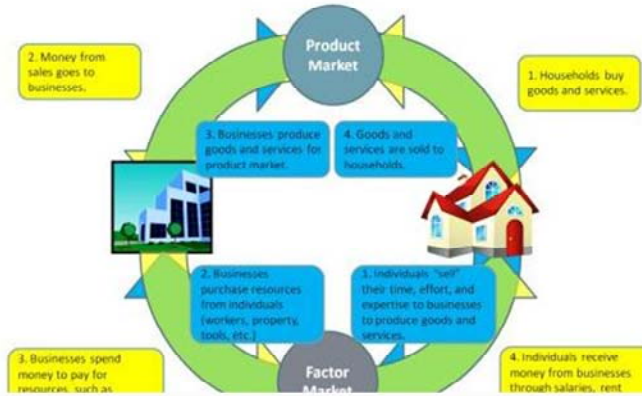 Product
Market
2. Money from
sales goes to
businesses.
1. Households buy
goods and services.
3. Businesses produce
goods and services for
product market.
4. Goods and
services are sold to
households.
2. Businesses
purchase resources
from individuals
(workers, property,
tools, etc.)
1. Individuals "sell"
their time, effort, and
expertise to businesses
to produce goods and
services.
3. Businesses spend
money to pay for
resources, such as
Factor
Market
4. Individuals receive
money from businesses
through salaries, rent